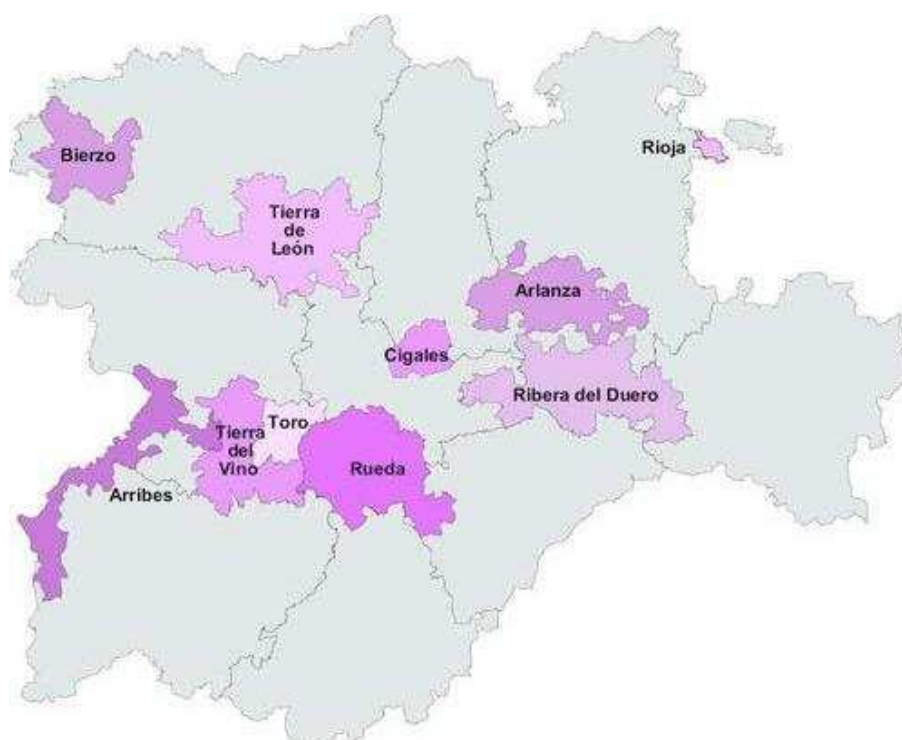 Bierzo
Rioja
Tierra
de
León
Arlanza
Cigales
Ribera del Duero
Toro
Tierra
del
Vino
Rueda
Arribes